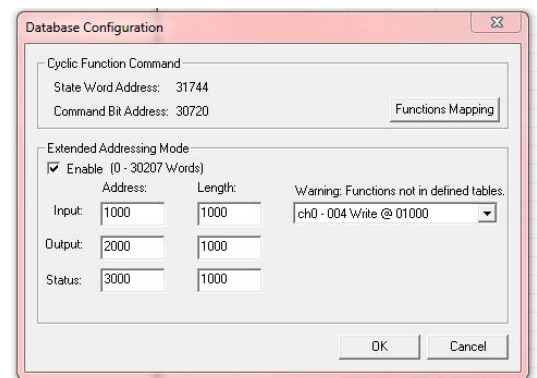 Database Configuration
Cyclic Function Command
State Word Address: 31744
Command Bit Address: 30720
Functions Mapping
Extended Addressing Mode
Enable (0 - 30207 Words)
Address: Length: Warning: Functions not in defined tables.
Input: 1000 1000 ch0 - 004 Write @ 01000
Output: 2000 1000
Status: 3000 1000
OK Cancel